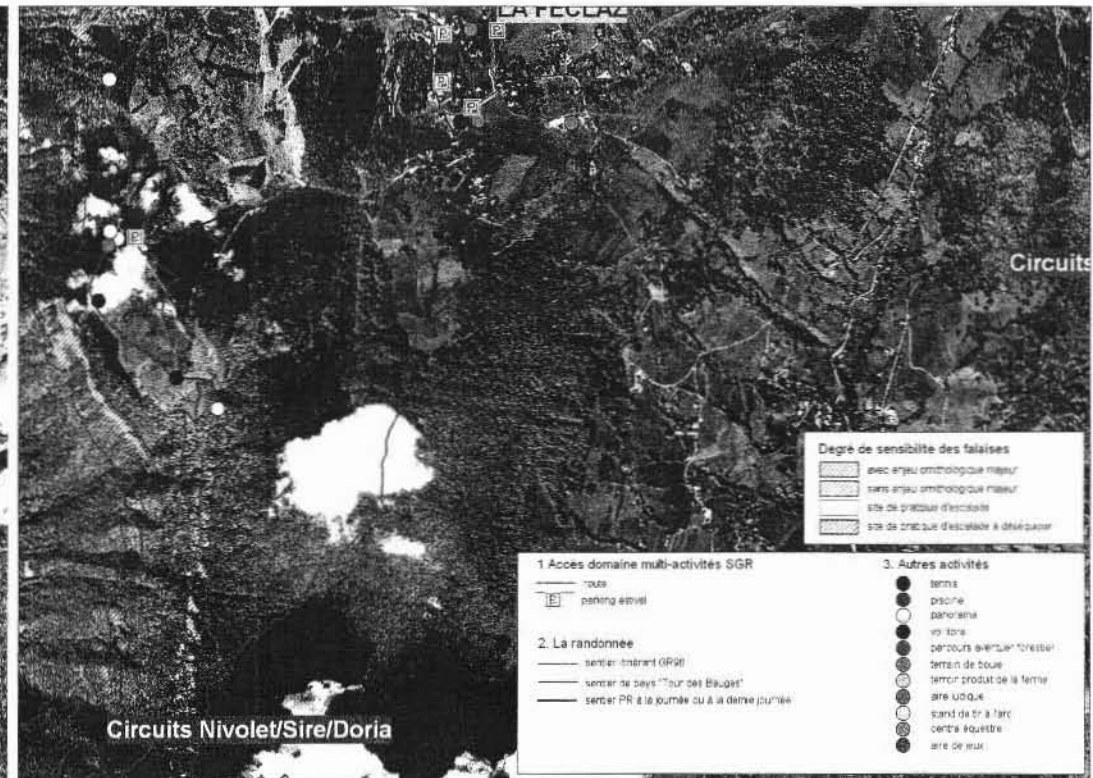 LA FECLAZ
P
P
P
P
P
Circuits
Degré de sensibilité des falaises
avec enjeu ornithologique majeur
sans enjeu ornithologique majeur
site de pratique d'escalade
site de pratique d'escalade à déséquiper
1 Accès domaine multi-activités SGR
route
P parking estival
2. La randonnée
sentier itinérant GR96
sentier de pays "Tour des Bauges"
sentier PR à la journée ou à la demie journée
3. Autres activités
tennis
piscine
panorama
vol libre
parcours aventurier forestier
terrain de boule
terroir produit de la ferme
aire ludique
stand de tir à l'arc
centre équestre
aire de jeux
Circuits Nivolet/Sire/Doria